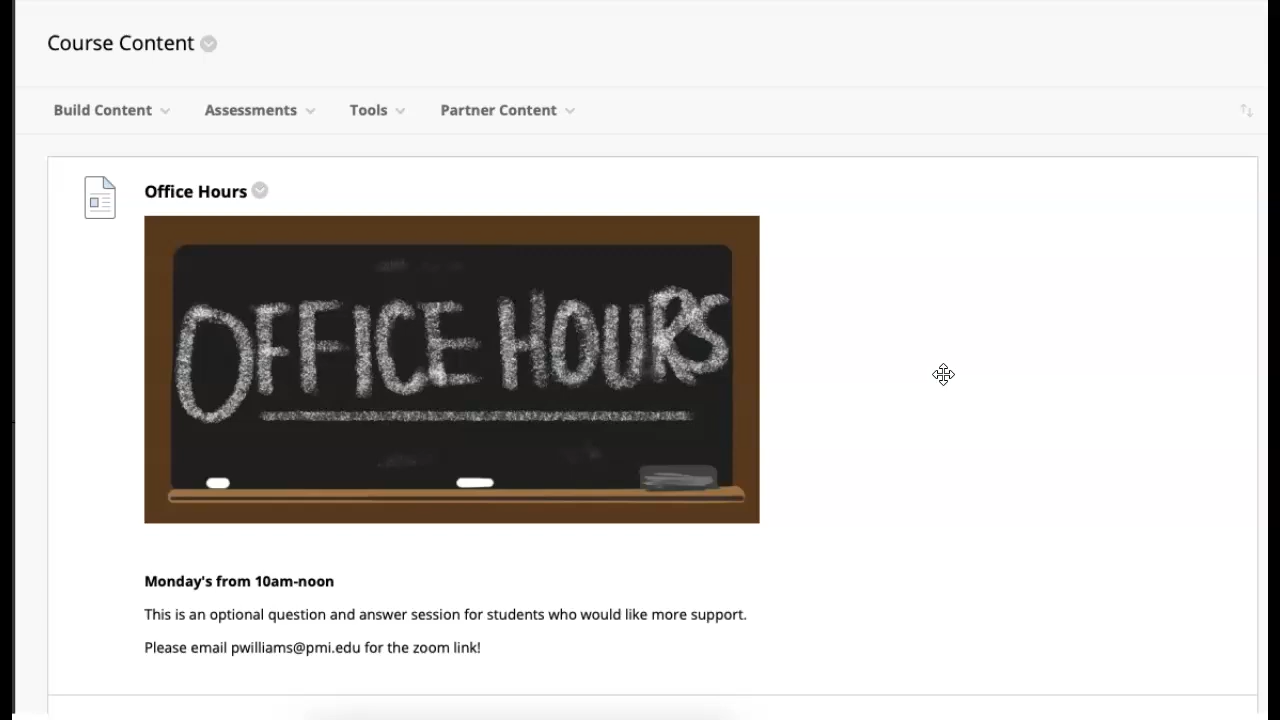 Course Content
Build Content Assessments Tools Partner Content
Office Hours
OFFICE HOURS
Monday's from 10am-noon
This is an optional question and answer session for students who would like more support.
Please email pwilliams@pmi.edu for the zoom link!